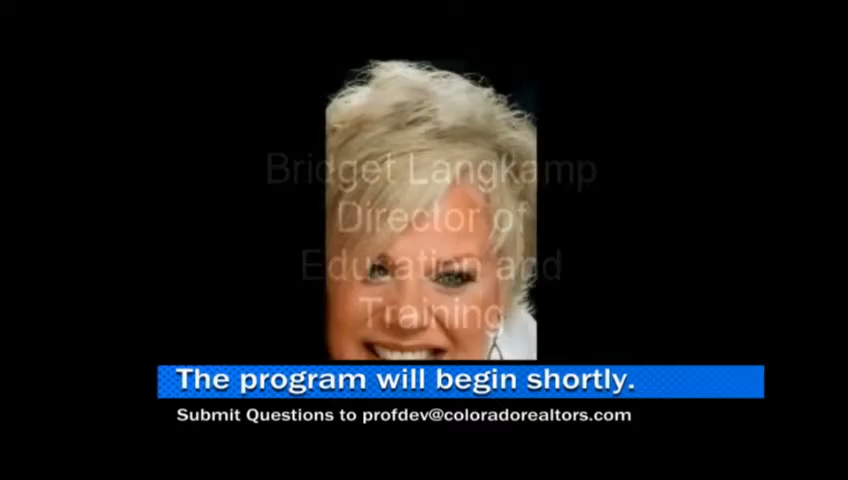 Bridget Langkamp
Director of
Education and
Training
The program will begin shortly.
Submit Questions to profdev@coloradorealtors.com